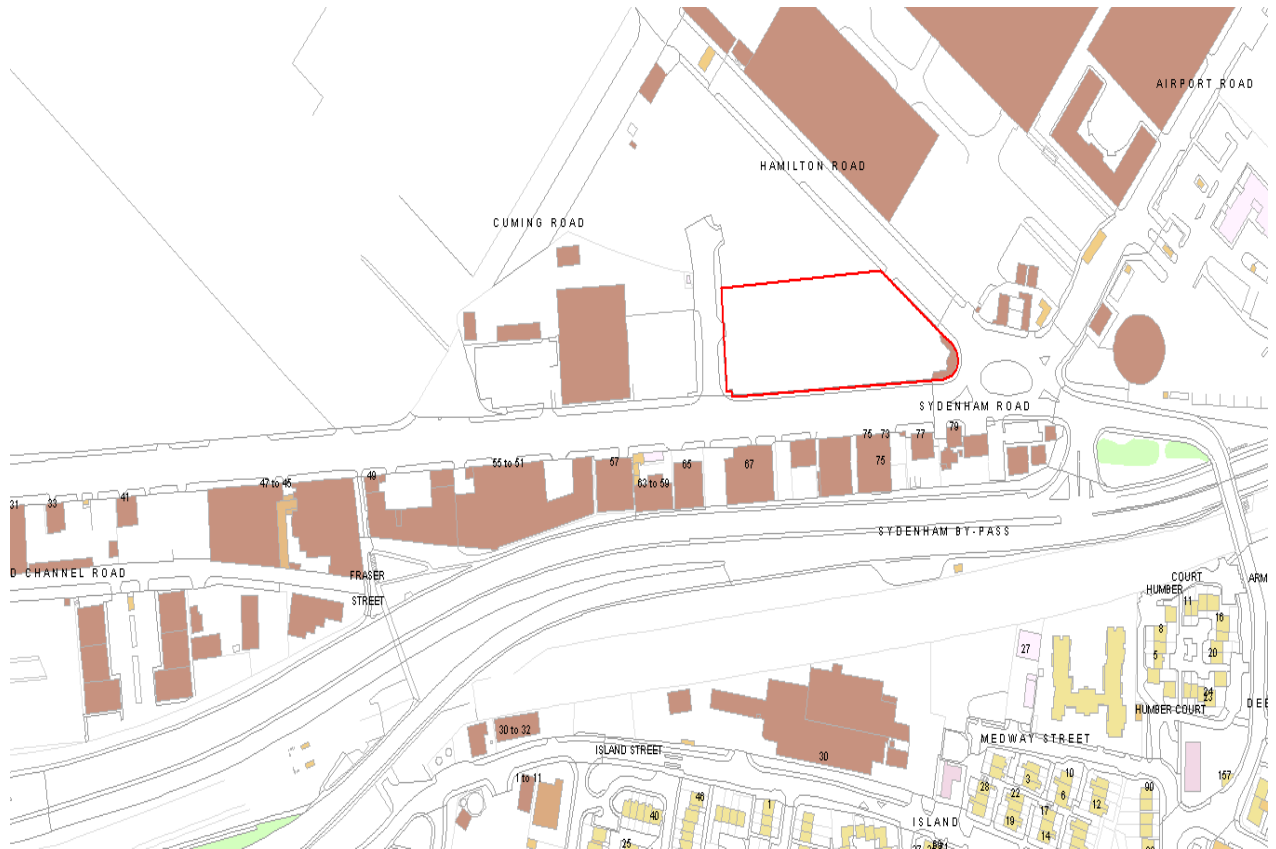 AIRPORT ROAD
HAMILTON ROAD
CUMING ROAD
SYDENHAM ROAD
75 73
77
79
55 to 51
57
65
67
75
49
47 to 45
63 to 59
41
33
31
SYDENHAM BY-PASS
D CHANNEL ROAD
FRASER
STREET
COURT
HUMBER
ARM
11
16
8
5
20
27
24
23
HUMBER COURT
DEE
30 to 32
MEDWAY STREET
ISLAND STREET
30
1 to 11
3
10
28
22
6
17
12
90
157
46
1
40
ISLAND
19
14
25